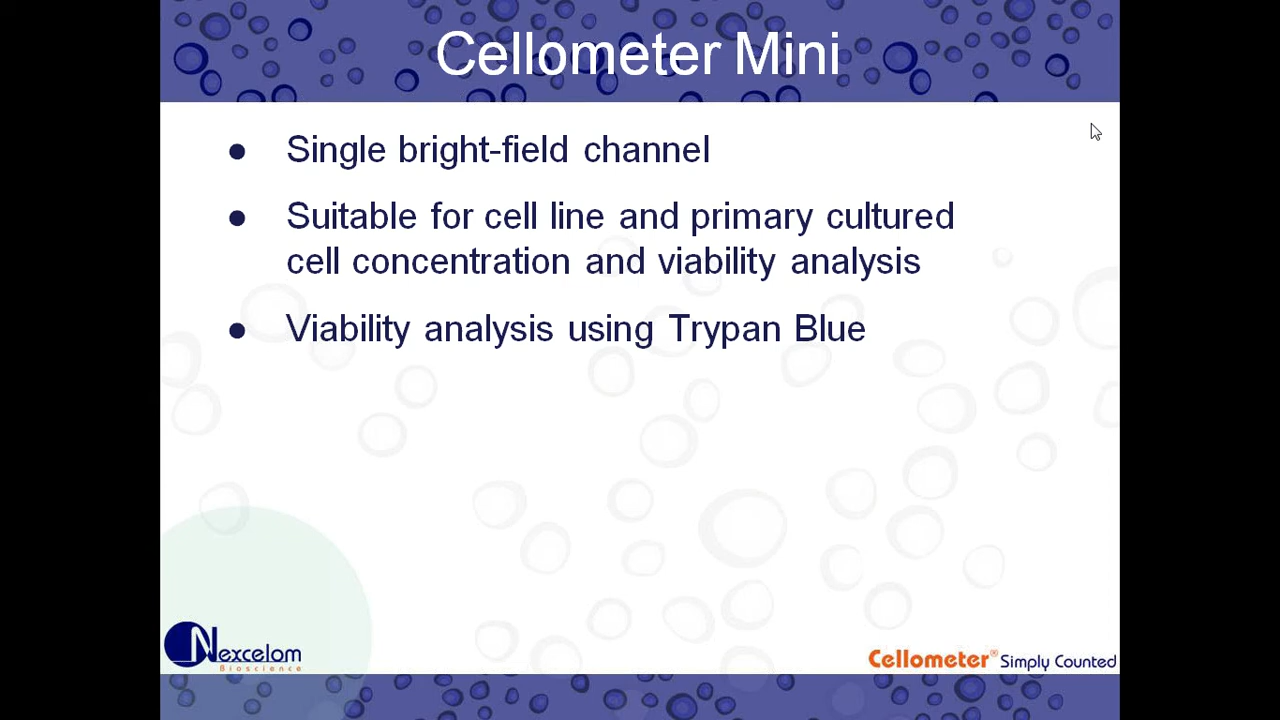 Cellometer Mini
● Single bright-field channel
● Suitable for cell line and primary cultured
cell concentration and viability analysis
● Viability analysis using Trypan Blue
Nexcelom
Bioscience
Cellometer® Simply Counted